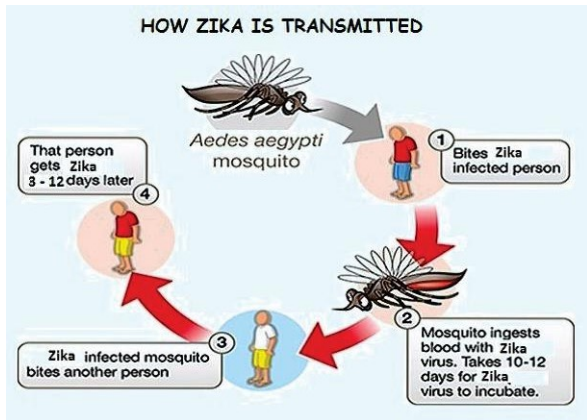 HOW ZIKA IS TRANSMITTED
Aedes aegypti
mosquito
1
Bites Zika
infected person
2
Mosquito ingests
blood with Zika
virus. Takes 10-12
days for Zika
virus to incubate.
3
Zika infected mosquito
bites another person
4
That person
gets Zika
3 - 12 days later